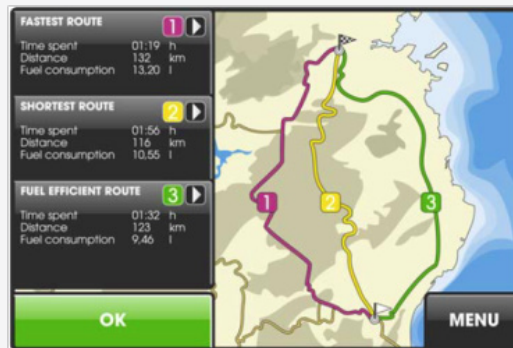 FASTEST ROUTE 1
Time spent 01:19 h
Distance 132 km
Fuel consumption 13,20 l
SHORTEST ROUTE 2
Time spent 01:56 h
Distance 116 km
Fuel consumption 10,55 l
FUEL EFFICIENT ROUTE 3
Time spent 01:32 h
Distance 123 km
Fuel consumption 9,46 l
1 2 3
OK
MENU